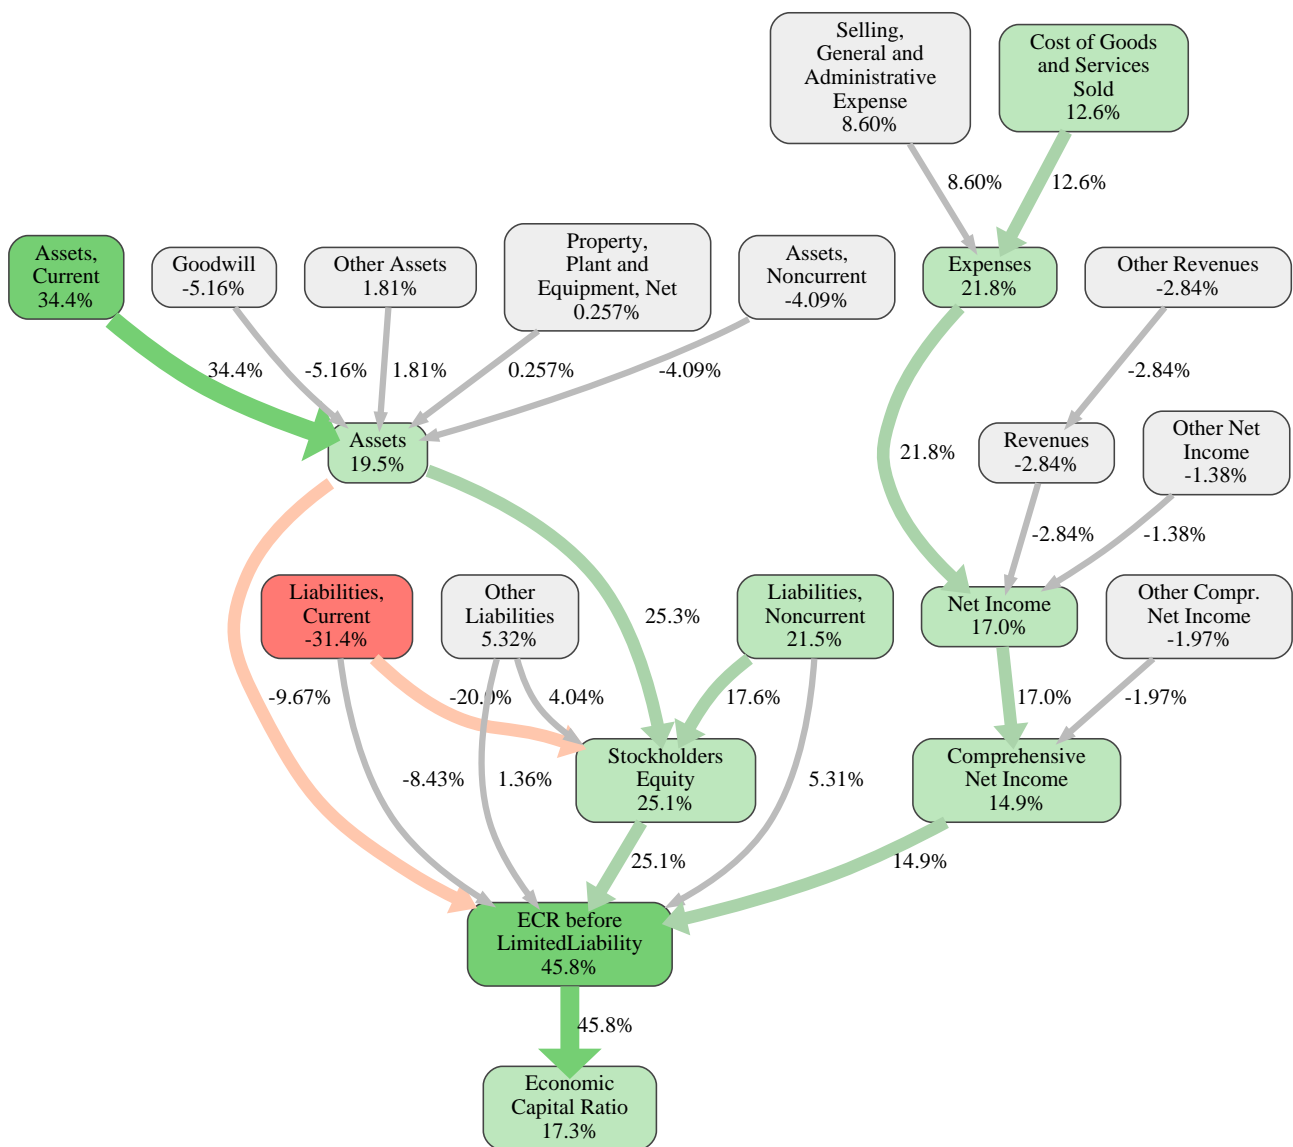 Selling,
General and
Administrative
Expense
8.60%
Cost of Goods
and Services
Sold
12.6%
8.60%
12.6%
Assets,
Current
34.4%
Goodwill
-5.16%
Other Assets
1.81%
Property,
Plant and
Equipment, Net
0.257%
Assets,
Noncurrent
-4.09%
Expenses
21.8%
Other Revenues
-2.84%
34.4%
-5.16%
1.81%
0.257%
-4.09%
-2.84%
Assets
19.5%
21.8%
Revenues
-2.84%
Other Net
Income
-1.38%
-2.84%
-1.38%
Liabilities,
Current
-31.4%
Other
Liabilities
5.32%
25.3%
Liabilities,
Noncurrent
21.5%
Net Income
17.0%
Other Compr.
Net Income
-1.97%
-9.67%
-20.0%
4.04%
17.6%
17.0%
-1.97%
-8.43%
1.36%
Stockholders
Equity
25.1%
5.31%
Comprehensive
Net Income
14.9%
25.1%
14.9%
ECR before
LimitedLiability
45.8%
45.8%
Economic
Capital Ratio
17.3%